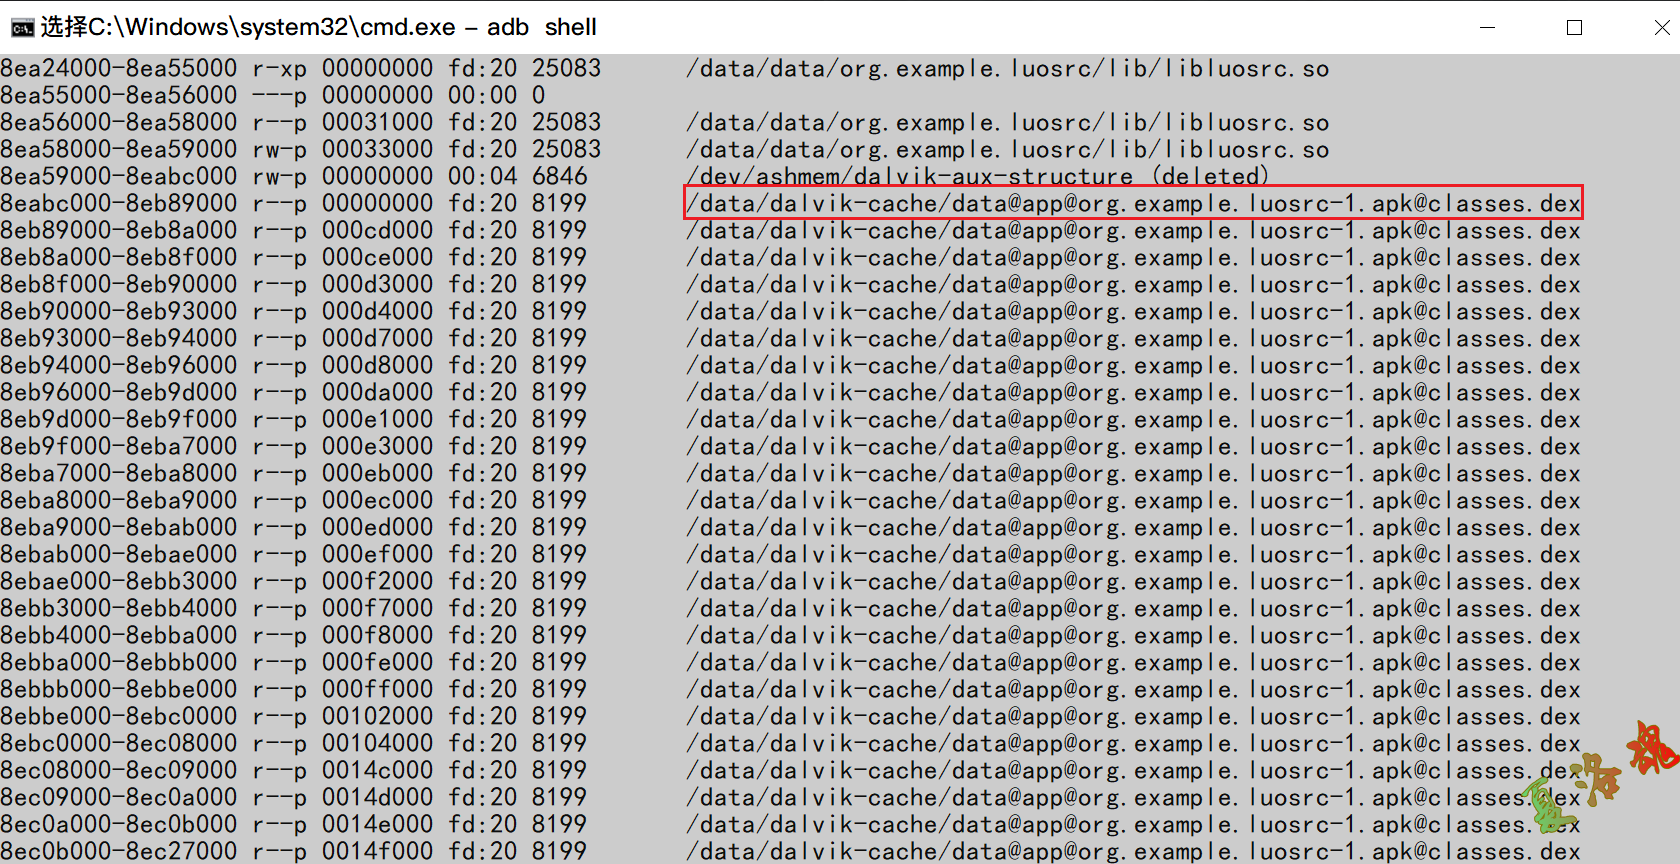 选择C:\Windows\system32\cmd.exe - adb  shell
8ea24000-8ea55000 r-xp 00000000 fd:20 25083      /data/data/org.example.luosrc/lib/libluosrc.so
8ea55000-8ea56000 ---p 00000000 00:00 0
8ea56000-8ea58000 r--p 00031000 fd:20 25083      /data/data/org.example.luosrc/lib/libluosrc.so
8ea58000-8ea59000 rw-p 00033000 fd:20 25083      /data/data/org.example.luosrc/lib/libluosrc.so
8ea59000-8eabc000 rw-p 00000000 00:04 6846       /dev/ashmem/dalvik-aux-structure (deleted)
8eabc000-8eb89000 r--p 00000000 fd:20 8199       /data/dalvik-cache/data@app@org.example.luosrc-1.apk@classes.dex
8eb89000-8eb8a000 r--p 000cd000 fd:20 8199       /data/dalvik-cache/data@app@org.example.luosrc-1.apk@classes.dex
8eb8a000-8eb8f000 r--p 000ce000 fd:20 8199       /data/dalvik-cache/data@app@org.example.luosrc-1.apk@classes.dex
8eb8f000-8eb90000 r--p 000d3000 fd:20 8199       /data/dalvik-cache/data@app@org.example.luosrc-1.apk@classes.dex
8eb90000-8eb93000 r--p 000d4000 fd:20 8199       /data/dalvik-cache/data@app@org.example.luosrc-1.apk@classes.dex
8eb93000-8eb94000 r--p 000d7000 fd:20 8199       /data/dalvik-cache/data@app@org.example.luosrc-1.apk@classes.dex
8eb94000-8eb96000 r--p 000d8000 fd:20 8199       /data/dalvik-cache/data@app@org.example.luosrc-1.apk@classes.dex
8eb96000-8eb9d000 r--p 000da000 fd:20 8199       /data/dalvik-cache/data@app@org.example.luosrc-1.apk@classes.dex
8eb9d000-8eb9f000 r--p 000e1000 fd:20 8199       /data/dalvik-cache/data@app@org.example.luosrc-1.apk@classes.dex
8eb9f000-8eba7000 r--p 000e3000 fd:20 8199       /data/dalvik-cache/data@app@org.example.luosrc-1.apk@classes.dex
8eba7000-8eba8000 r--p 000eb000 fd:20 8199       /data/dalvik-cache/data@app@org.example.luosrc-1.apk@classes.dex
8eba8000-8eba9000 r--p 000ec000 fd:20 8199       /data/dalvik-cache/data@app@org.example.luosrc-1.apk@classes.dex
8eba9000-8ebab000 r--p 000ed000 fd:20 8199       /data/dalvik-cache/data@app@org.example.luosrc-1.apk@classes.dex
8ebab000-8ebae000 r--p 000ef000 fd:20 8199       /data/dalvik-cache/data@app@org.example.luosrc-1.apk@classes.dex
8ebae000-8ebb3000 r--p 000f2000 fd:20 8199       /data/dalvik-cache/data@app@org.example.luosrc-1.apk@classes.dex
8ebb3000-8ebb4000 r--p 000f7000 fd:20 8199       /data/dalvik-cache/data@app@org.example.luosrc-1.apk@classes.dex
8ebb4000-8ebba000 r--p 000f8000 fd:20 8199       /data/dalvik-cache/data@app@org.example.luosrc-1.apk@classes.dex
8ebba000-8ebbb000 r--p 000fe000 fd:20 8199       /data/dalvik-cache/data@app@org.example.luosrc-1.apk@classes.dex
8ebbb000-8ebbe000 r--p 000ff000 fd:20 8199       /data/dalvik-cache/data@app@org.example.luosrc-1.apk@classes.dex
8ebbe000-8ebc0000 r--p 00102000 fd:20 8199       /data/dalvik-cache/data@app@org.example.luosrc-1.apk@classes.dex
8ebc0000-8ec08000 r--p 00104000 fd:20 8199       /data/dalvik-cache/data@app@org.example.luosrc-1.apk@classes.dex
8ec08000-8ec09000 r--p 0014c000 fd:20 8199       /data/dalvik-cache/data@app@org.example.luosrc-1.apk@classes.dex
8ec09000-8ec0a000 r--p 0014d000 fd:20 8199       /data/dalvik-cache/data@app@org.example.luosrc-1.apk@classes.dex
8ec0a000-8ec0b000 r--p 0014e000 fd:20 8199       /data/dalvik-cache/data@app@org.example.luosrc-1.apk@classes.dex
8ec0b000-8ec27000 r--p 0014f000 fd:20 8199       /data/dalvik-cache/data@app@org.example.luosrc-1.apk@classes.dex
夏洛魂